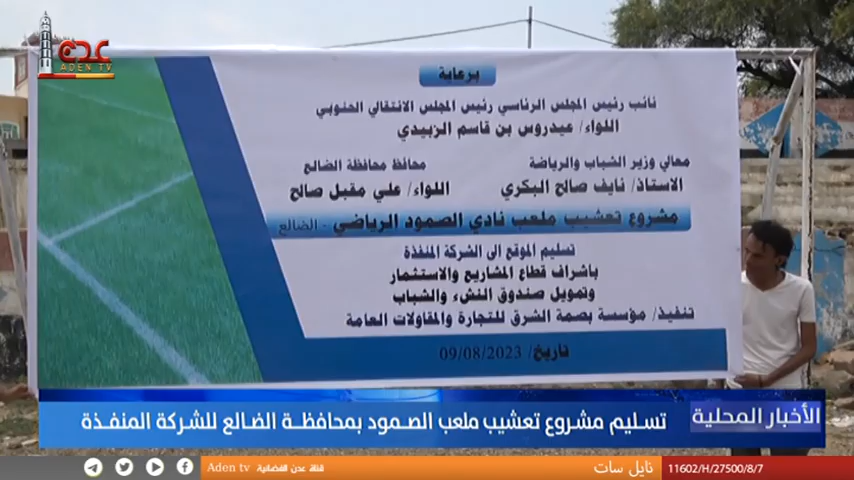 عدن
ADEN TV
برعاية
نائب رئيس المجلس الرئاسي رئيس المجلس الانتقالي الجنوبي
اللواء/ عيدروس بن قاسم الزبيدي
معالي وزير الشباب والرياضة
محافظ محافظة الضالع
الاستاذ/ نايف صالح البكري
اللواء/ علي مقبل صالح
مشروع تعشيب ملعب نادي الصمود الرياضي - الضالع
تسليم الموقع الى الشركة المنفذة
باشراف قطاع المشاريع والاستثمار
وتمويل صندوق النشء والشباب
تنفيذ/ مؤسسة بصمة الشرق للتجارة والمقاولات العامة
تاريخ/ 09/08/2023
الأخبار المحلية
تسليم مشروع تعشيب ملعب الصمود بمحافظة الضالع للشركة المنفذة
Aden tv قناة عدن الفضائية
نايل سات
11602/H/27500/8/7